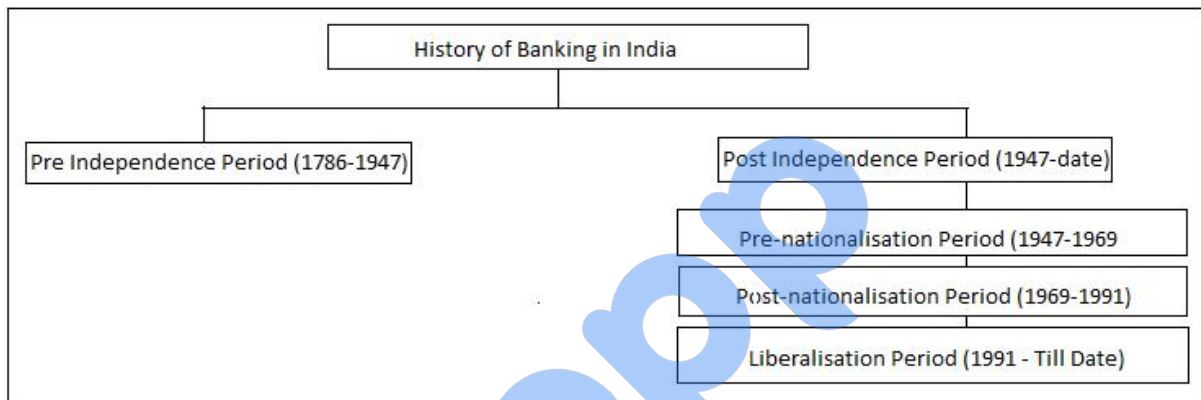 History of Banking in India
Pre Independence Period (1786-1947)
Post Independence Period (1947-date)
Pre-nationalisation Period (1947-1969
Post-nationalisation Period (1969-1991)
Liberalisation Period (1991 - Till Date)
pp